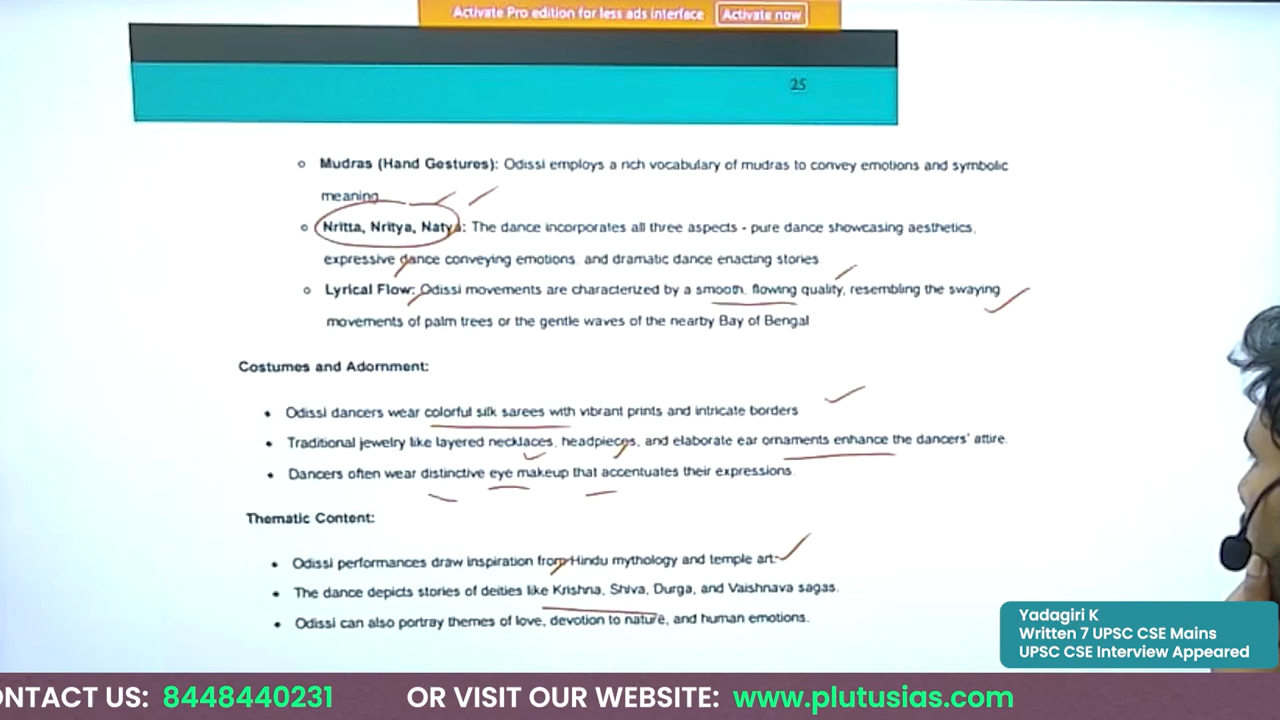 Activate Pro edition for less ads interface Activate now
25
Mudras (Hand Gestures): Odissi employs a rich vocabulary of mudras to convey emotions and symbolic
meaning
Nritta, Nritya, Natya: The dance incorporates all three aspects - pure dance showcasing aesthetics,
expressive dance conveying emotions, and dramatic dance enacting stories
Lyrical Flow: Odissi movements are characterized by a smooth, flowing quality, resembling the swaying
movements of palm trees or the gentle waves of the nearby Bay of Bengal
Costumes and Adornment:
Odissi dancers wear colorful silk sarees with vibrant prints and intricate borders
Traditional jewelry like layered necklaces, headpieces, and elaborate ear ornaments enhance the dancers' attire.
Dancers often wear distinctive eye makeup that accentuates their expressions.
Thematic Content:
Odissi performances draw inspiration from Hindu mythology and temple art.
The dance depicts stories of deities like Krishna, Shiva, Durga, and Vaishnava sagas.
Odissi can also portray themes of love, devotion to nature, and human emotions.
Yadagiri K
Written 7 UPSC CSE Mains
UPSC CSE Interview Appeared
ONTACT US: 8448440231 OR VISIT OUR WEBSITE: www.plutusias.com